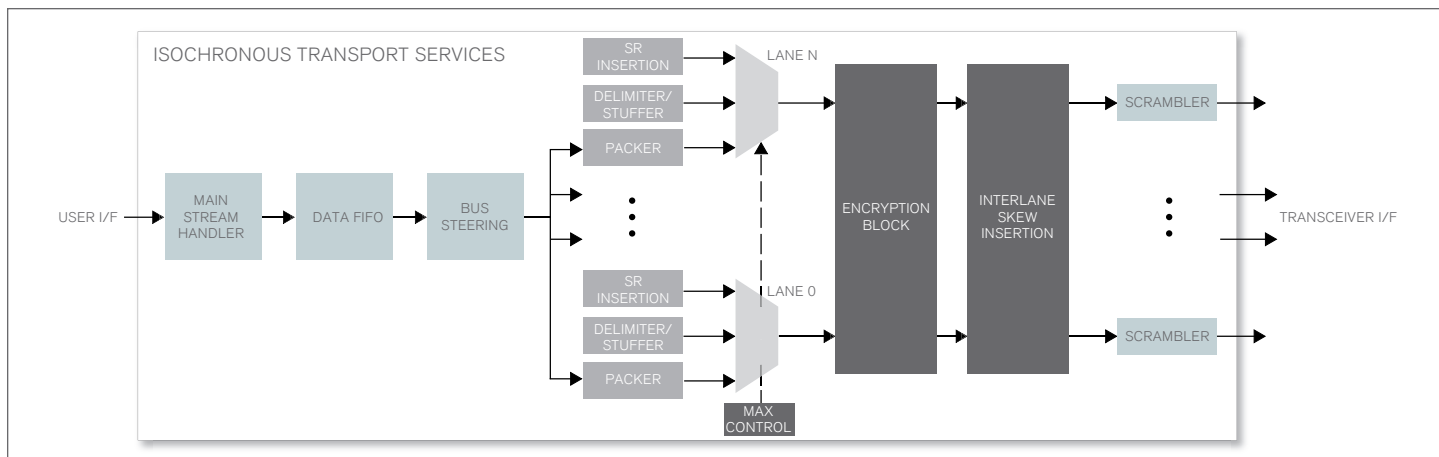 ISOCHRONOUS TRANSPORT SERVICES
SR
INSERTION
LANE N
DELIMITER/
STUFFER
SCRAMBLER
PACKER
USER I/F
MAIN
STREAM
HANDLER
DATA FIFO
BUS
STEERING
ENCRYPTION
BLOCK
INTERLANE
SKEW
INSERTION
TRANSCEIVER I/F
SR
INSERTION
LANE 0
DELIMITER/
STUFFER
SCRAMBLER
PACKER
MAX
CONTROL